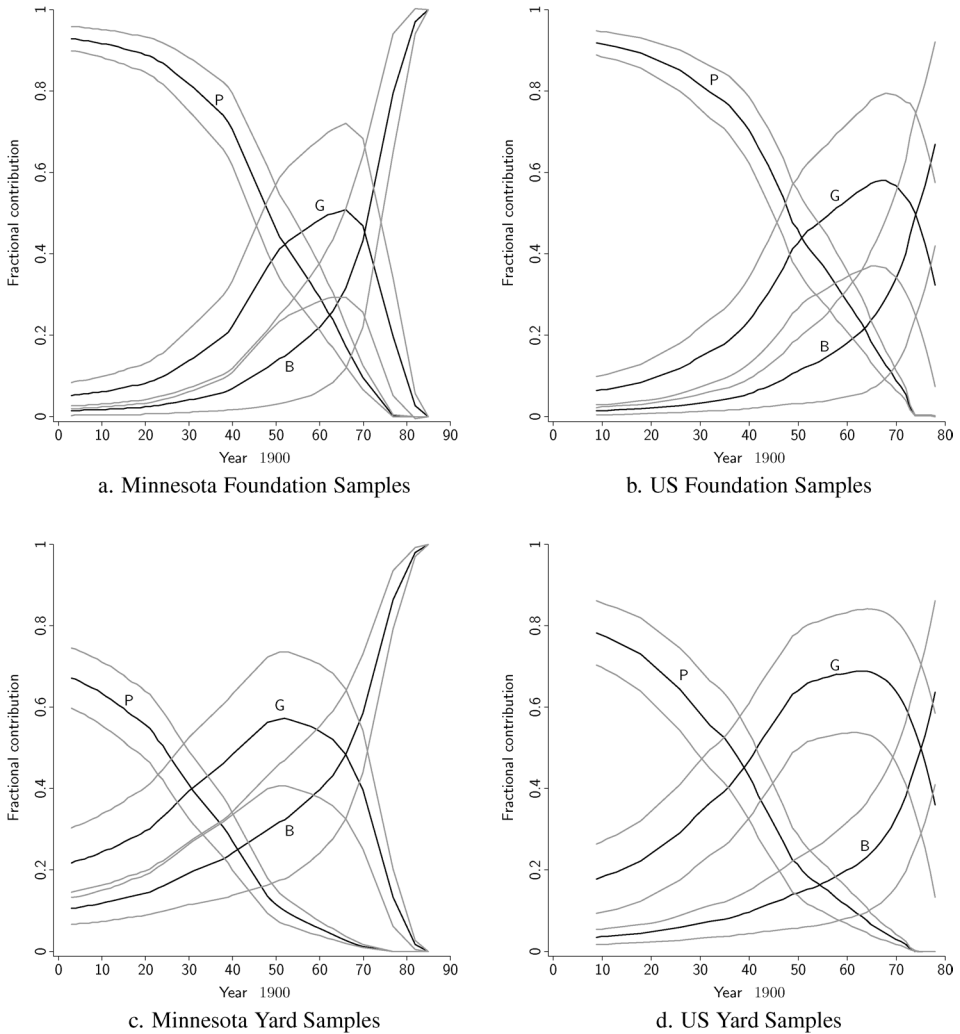 Fractional contribution
1
0.8
0.6
0.4
0.2
0
P
G
B
0 10 20 30 40 50 60 70 80 90
Year 1900
a. Minnesota Foundation Samples
Fractional contribution
1
0.8
0.6
0.4
0.2
0
P
G
B
0 10 20 30 40 50 60 70 80
Year 1900
b. US Foundation Samples
Fractional contribution
1
0.8
0.6
0.4
0.2
0
P
G
B
0 10 20 30 40 50 60 70 80 90
Year 1900
c. Minnesota Yard Samples
Fractional contribution
1
0.8
0.6
0.4
0.2
0
P
G
B
0 10 20 30 40 50 60 70 80
Year 1900
d. US Yard Samples